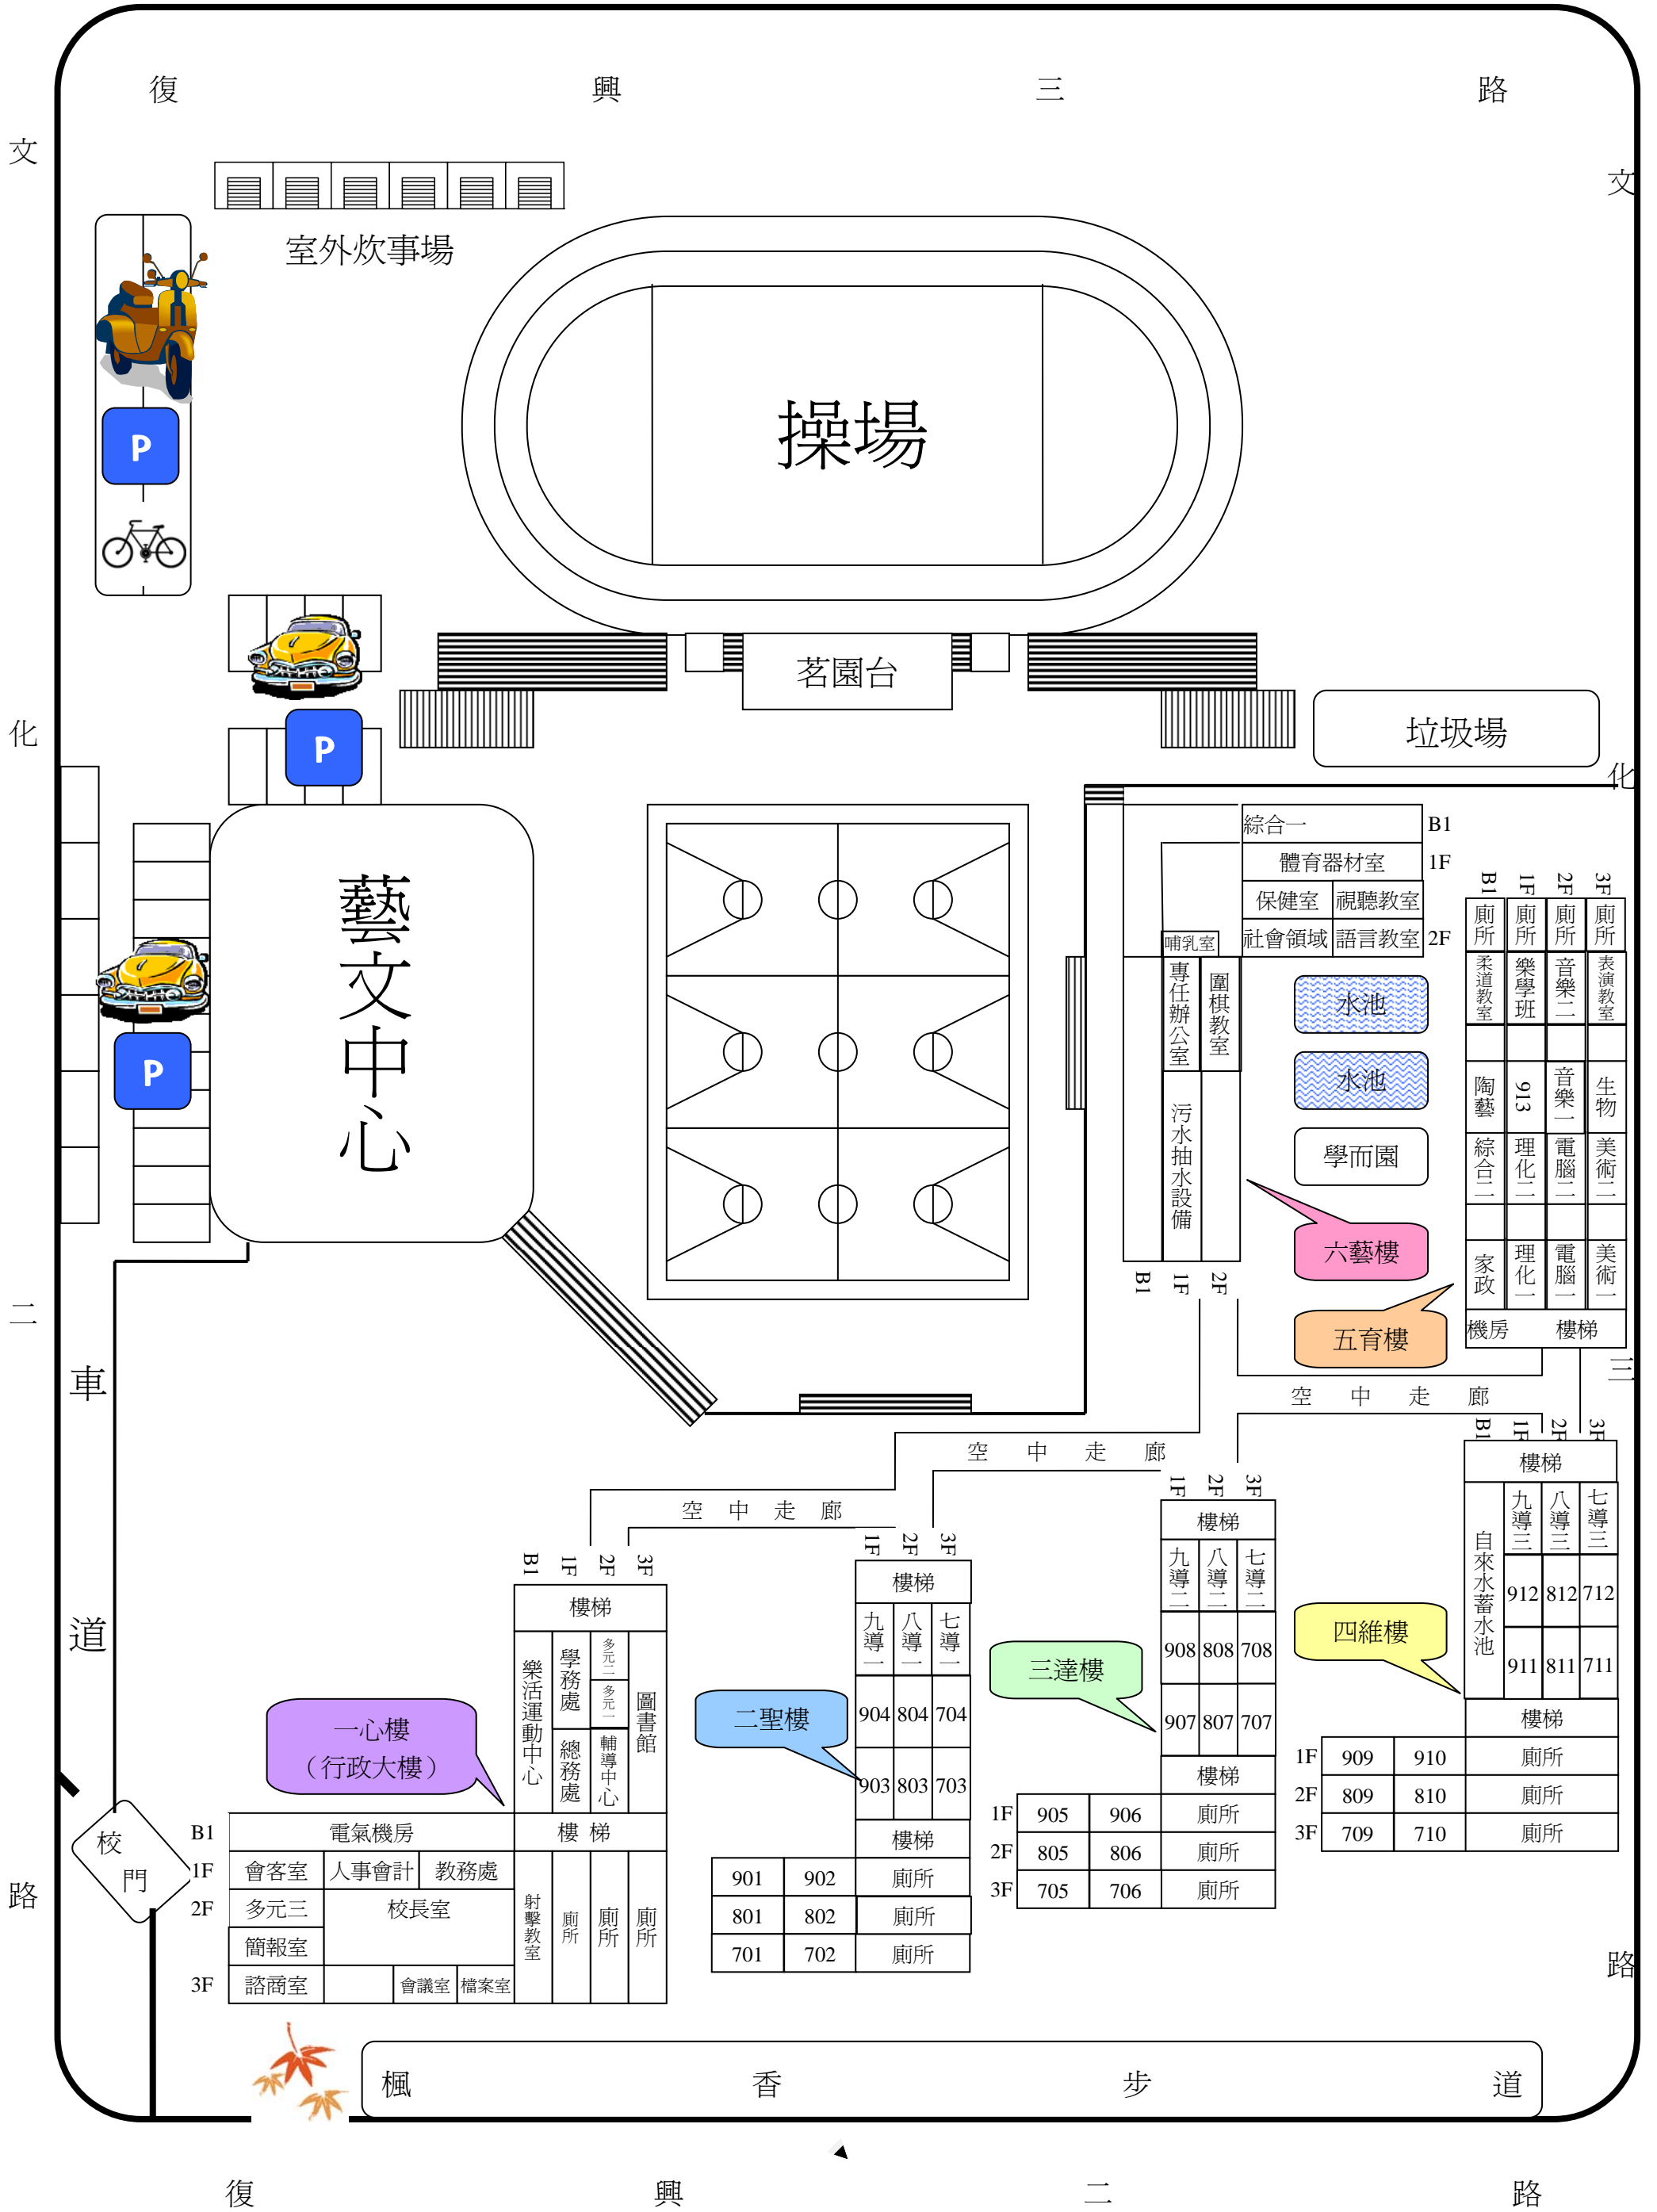 復興三路
文化二路
文化三路
室外炊事場
操場
P
茗園台
垃圾場
P
藝文中心
P
綜合一 B1
體育器材室 1F
保健室 視聽教室
社會領域 語言教室 2F
哺乳室
專任辦公室
圍棋教室
污水抽水設備
B1 1F 2F
水池
水池
學而園
六藝樓
五育樓
B1 1F 2F 3F
廁所 廁所 廁所 廁所
柔道教室 樂學班 音樂二 表演教室
陶藝 913 音樂一 生物
綜合二 理化二 電腦二 美術二
家政 理化一 電腦一 美術一
機房 樓梯
空中走廊
空中走廊
空中走廊
車道
校門
一心樓
（行政大樓）
B1 1F 2F 3F
樓梯
樂活運動中心
學務處
總務處
多元二
多元一
輔導中心
圖書館
B1 電氣機房 樓梯
1F 會客室 人事會計 教務處
2F 多元三 校長室
簡報室
3F 諮商室 會議室 檔案室
射擊教室 廁所 廁所 廁所
二聖樓
1F 2F 3F
樓梯
九導一 八導一 七導一
904 804 704
903 803 703
樓梯
901 902 廁所
801 802 廁所
701 702 廁所
三達樓
1F 2F 3F
樓梯
九導二 八導二 七導二
908 808 708
907 807 707
樓梯
1F 905 906 廁所
2F 805 806 廁所
3F 705 706 廁所
四維樓
B1 1F 2F 3F
樓梯
自來水蓄水池
九導三 八導三 七導三
912 812 712
911 811 711
樓梯
1F 909 910 廁所
2F 809 810 廁所
3F 709 710 廁所
楓香步道
復興二路